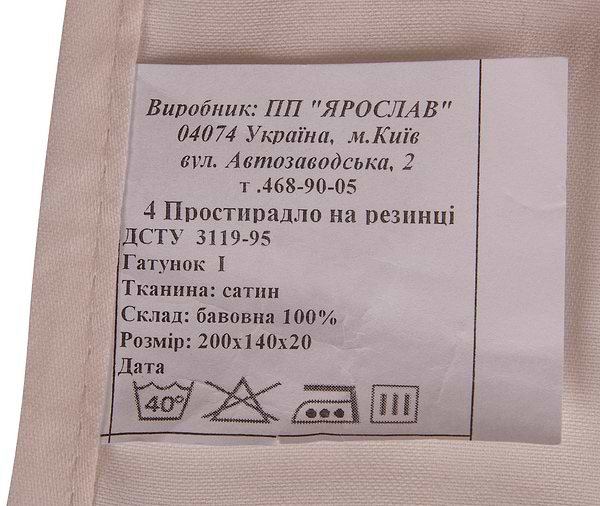 Виробник: ПП "ЯРОСЛАВ"
04074 Україна, м.Київ
вул. Автозаводська, 2
т .468-90-05
4 Простирадло на резинці
ДСТУ 3119-95
Гатунок I
Тканина: сатин
Склад: бавовна 100%
Розмір: 200х140х20
Дата
40°